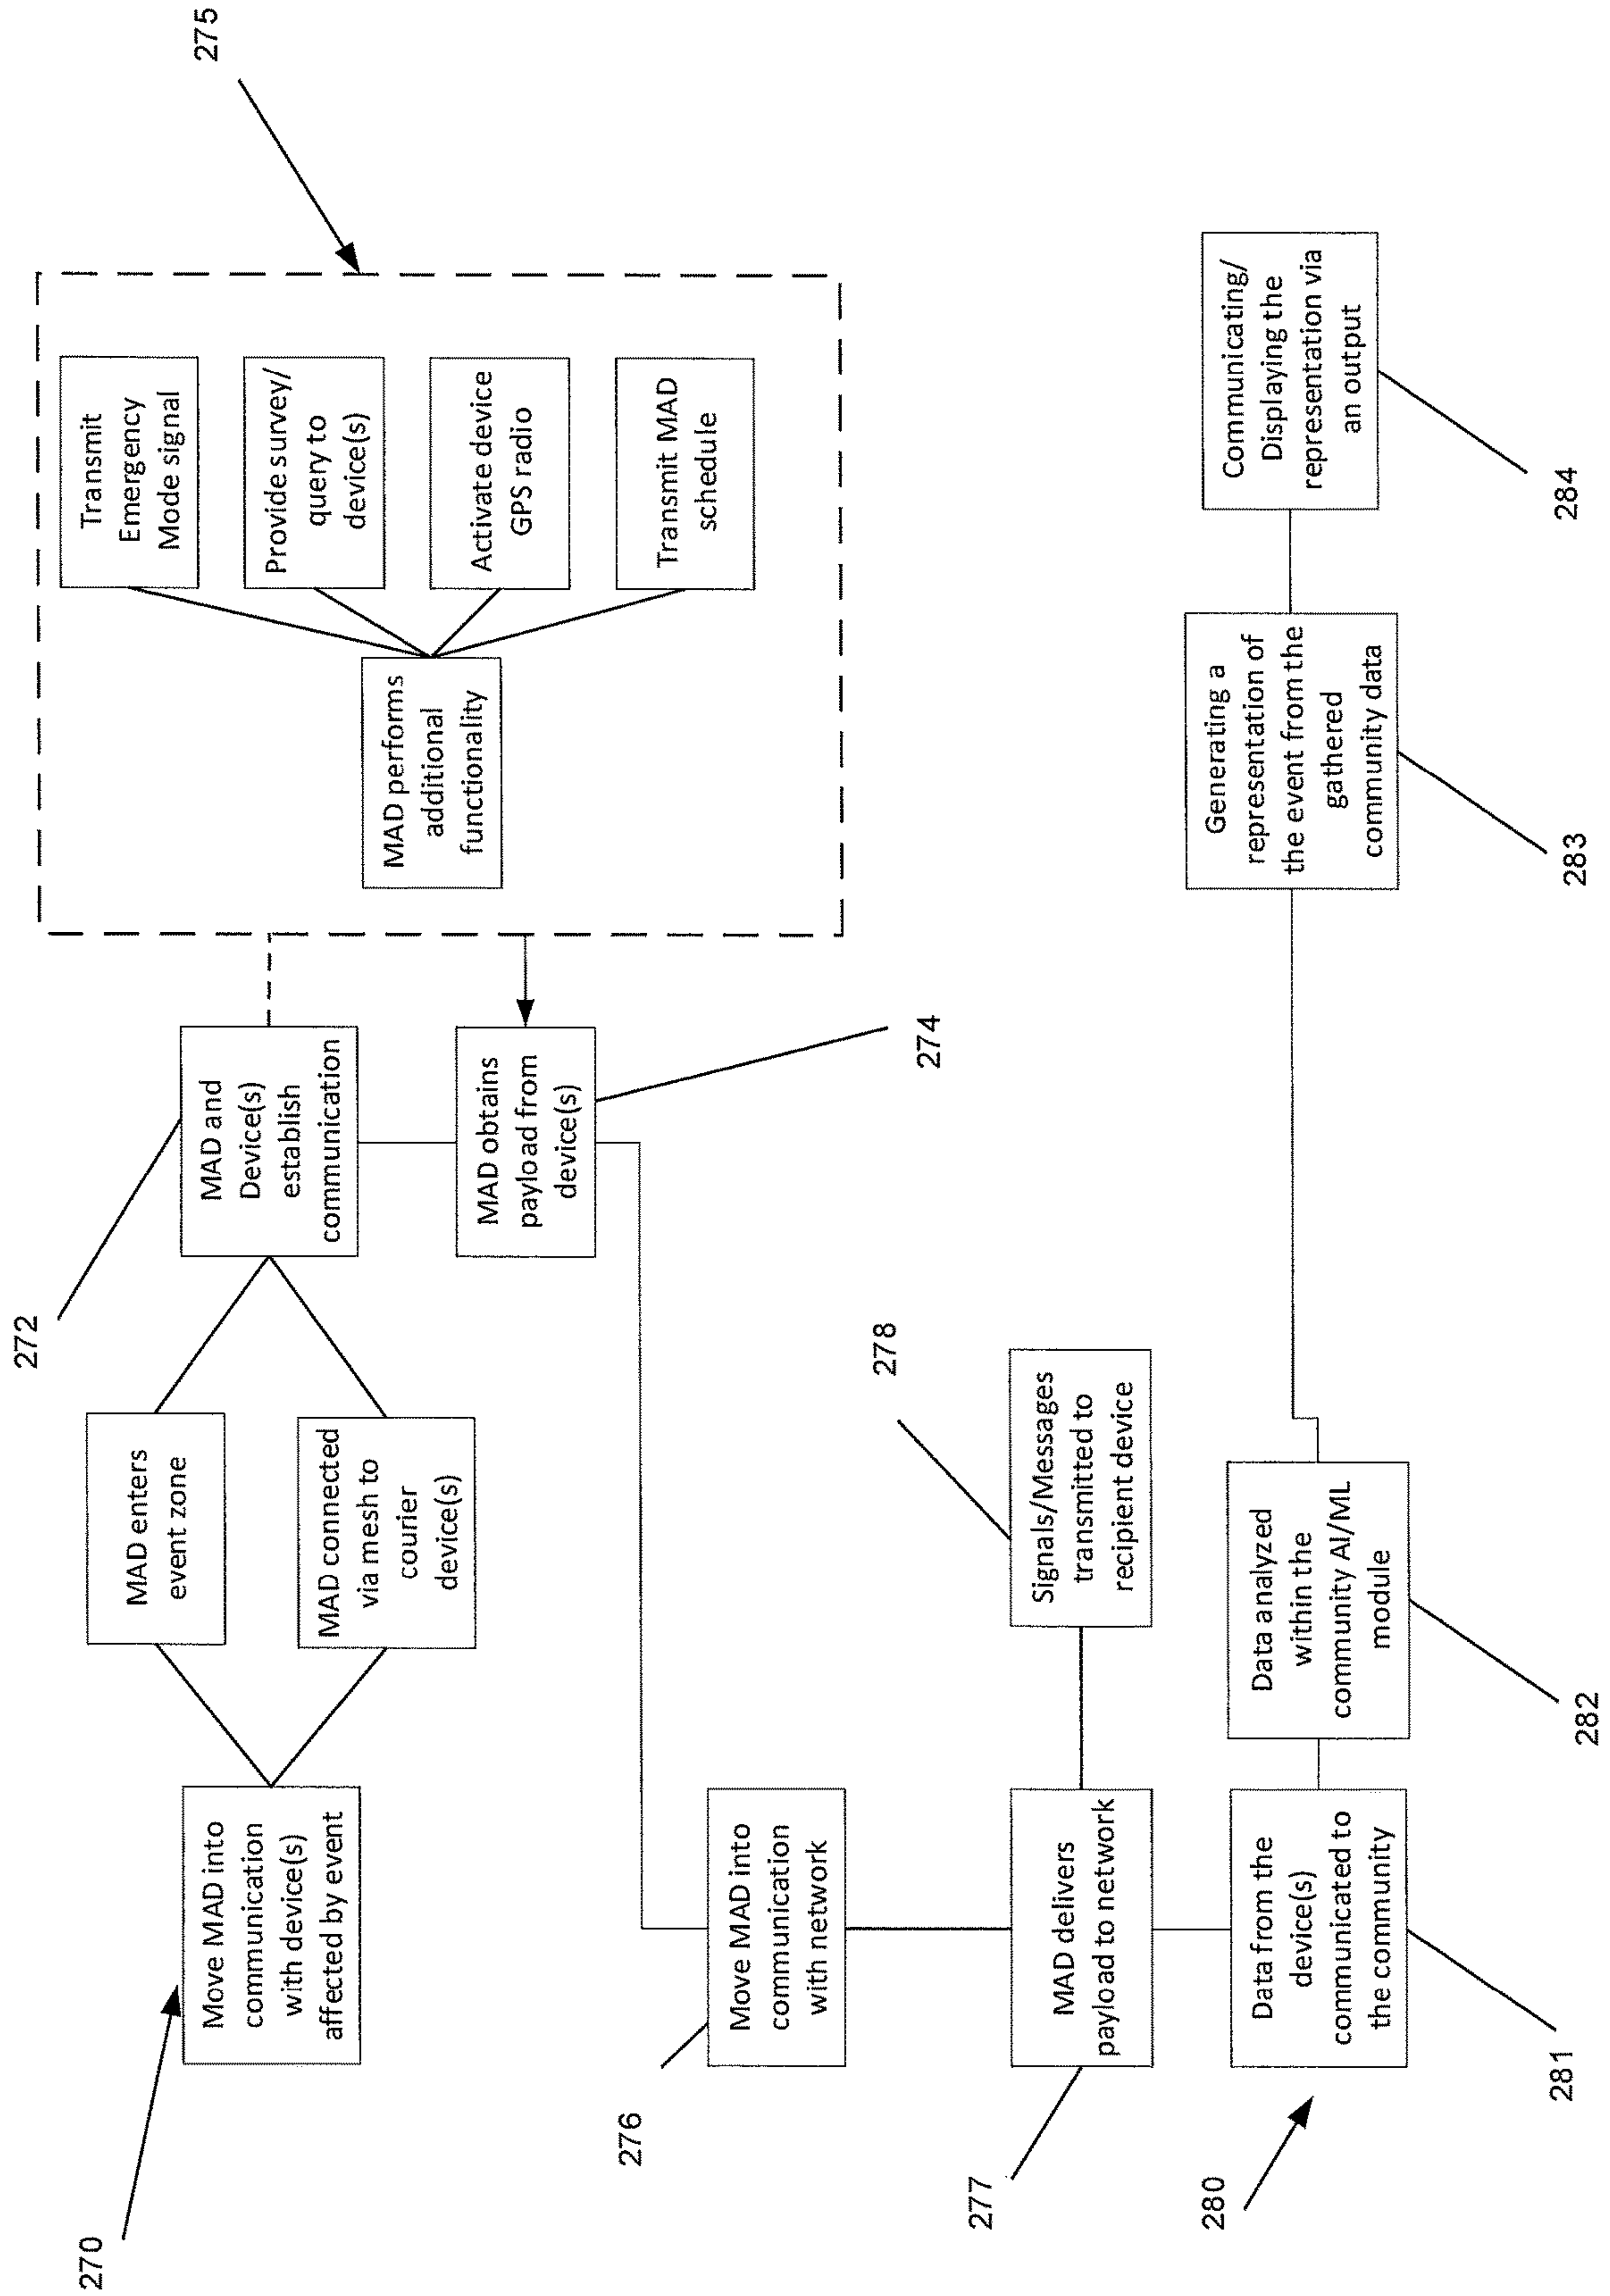 270
Move MAD into
communication
with device(s)
affected by event
MAD enters
event zone
MAD connected
via mesh to
courier
device(s)
272
MAD and
Device(s)
establish
communication
275
MAD performs
additional
functionality
Transmit
Emergency
Mode signal
Provide survey/
query to
device(s)
Activate device
GPS radio
Transmit MAD
schedule
MAD obtains
payload from
device(s)
274
276
Move MAD into
communication
with network
277
MAD delivers
payload to network
278
Signals/Messages
transmitted to
recipient device
280
Data from the
device(s)
communicated to
the community
281
Data analyzed
within the
community AI/ML
module
282
Generating a
representation of
the event from the
gathered
community data
283
Communicating/
Displaying the
representation via
an output
284